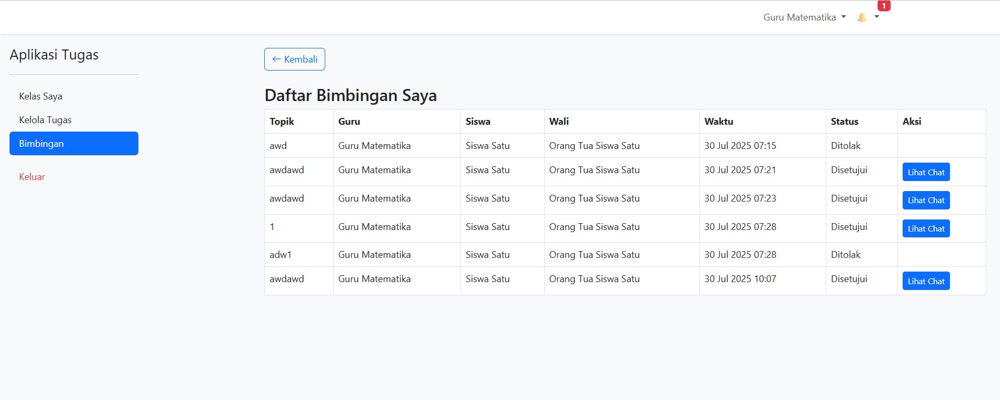 Guru Matematika
1
Aplikasi Tugas
Kelas Saya
Kelola Tugas
Bimbingan
Keluar
← Kembali
Daftar Bimbingan Saya
Topik Guru Siswa Wali Waktu Status Aksi
awd Guru Matematika Siswa Satu Orang Tua Siswa Satu 30 Jul 2025 07:15 Ditolak
awdawd Guru Matematika Siswa Satu Orang Tua Siswa Satu 30 Jul 2025 07:21 Disetujui Lihat Chat
awdawd Guru Matematika Siswa Satu Orang Tua Siswa Satu 30 Jul 2025 07:23 Disetujui Lihat Chat
1 Guru Matematika Siswa Satu Orang Tua Siswa Satu 30 Jul 2025 07:28 Disetujui Lihat Chat
adw1 Guru Matematika Siswa Satu Orang Tua Siswa Satu 30 Jul 2025 07:28 Ditolak
awdawd Guru Matematika Siswa Satu Orang Tua Siswa Satu 30 Jul 2025 10:07 Disetujui Lihat Chat